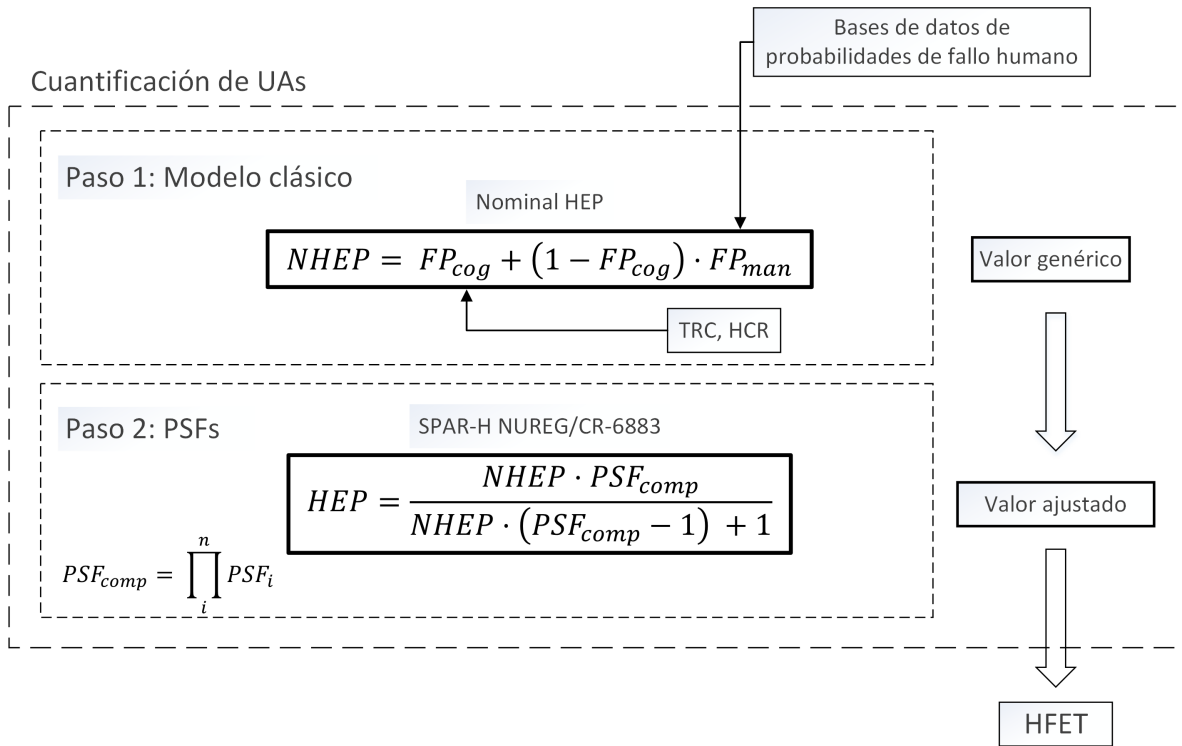 Bases de datos de
probabilidades de fallo humano
Cuantificación de UAs
Paso 1: Modelo clásico
Nominal HEP
NHEP = FP_cog + (1 − FP_cog) · FP_man
TRC, HCR
Valor genérico
Paso 2: PSFs
SPAR-H NUREG/CR-6883
HEP = \frac{NHEP · PSF_comp}{NHEP · (PSF_comp − 1) + 1}
PSF_comp = ∏_i^n PSF_i
Valor ajustado
HFET